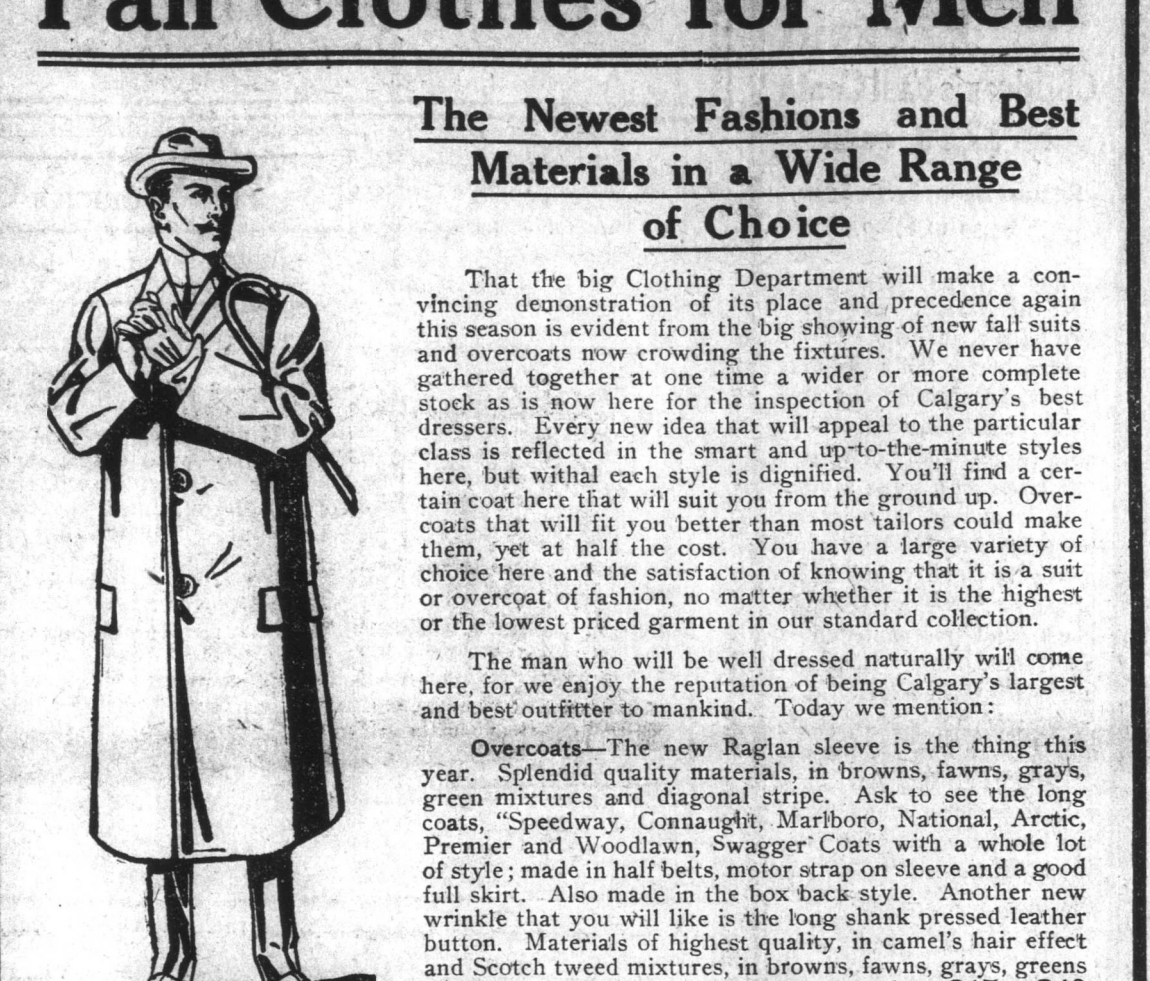 Fall Clothes for Men
The Newest Fashions and Best
Materials in a Wide Range
of Choice
That the big Clothing Department will make a con-
vincing demonstration of its place and precedence again
this season is evident from the big showing of new fall suits
and overcoats now crowding the fixtures. We never have
gathered together at one time a wider or more complete
stock as is now here for the inspection of Calgary's best
dressers. Every new idea that will appeal to the particular
class is reflected in the smart and up-to-the-minute styles
here, but withal each style is dignified. You'll find a cer-
tain coat here that will suit you from the ground up. Over-
coats that will fit you better than most tailors could make
them, yet at half the cost. You have a large variety of
choice here and the satisfaction of knowing that it is a suit
or overcoat of fashion, no matter whether it is the highest
or the lowest priced garment in our standard collection.
The man who will be well dressed naturally will come
here, for we enjoy the reputation of being Calgary's largest
and best outfitter to mankind. Today we mention:
Overcoats—The new Raglan sleeve is the thing this
year. Splendid quality materials, in browns, fawns, grays,
green mixtures and diagonal stripe. Ask to see the long
coats, "Speedway, Connaught, Marlboro, National, Arctic,
Premier and Woodlawn, Swagger Coats with a whole lot
of style; made in half belts, motor strap on sleeve and a good
full skirt. Also made in the box back style. Another new
wrinkle that you will like is the long shank pressed leather
button. Materials of highest quality, in camel's hair effect
and Scotch tweed mixtures, in browns, fawns, grays, greens